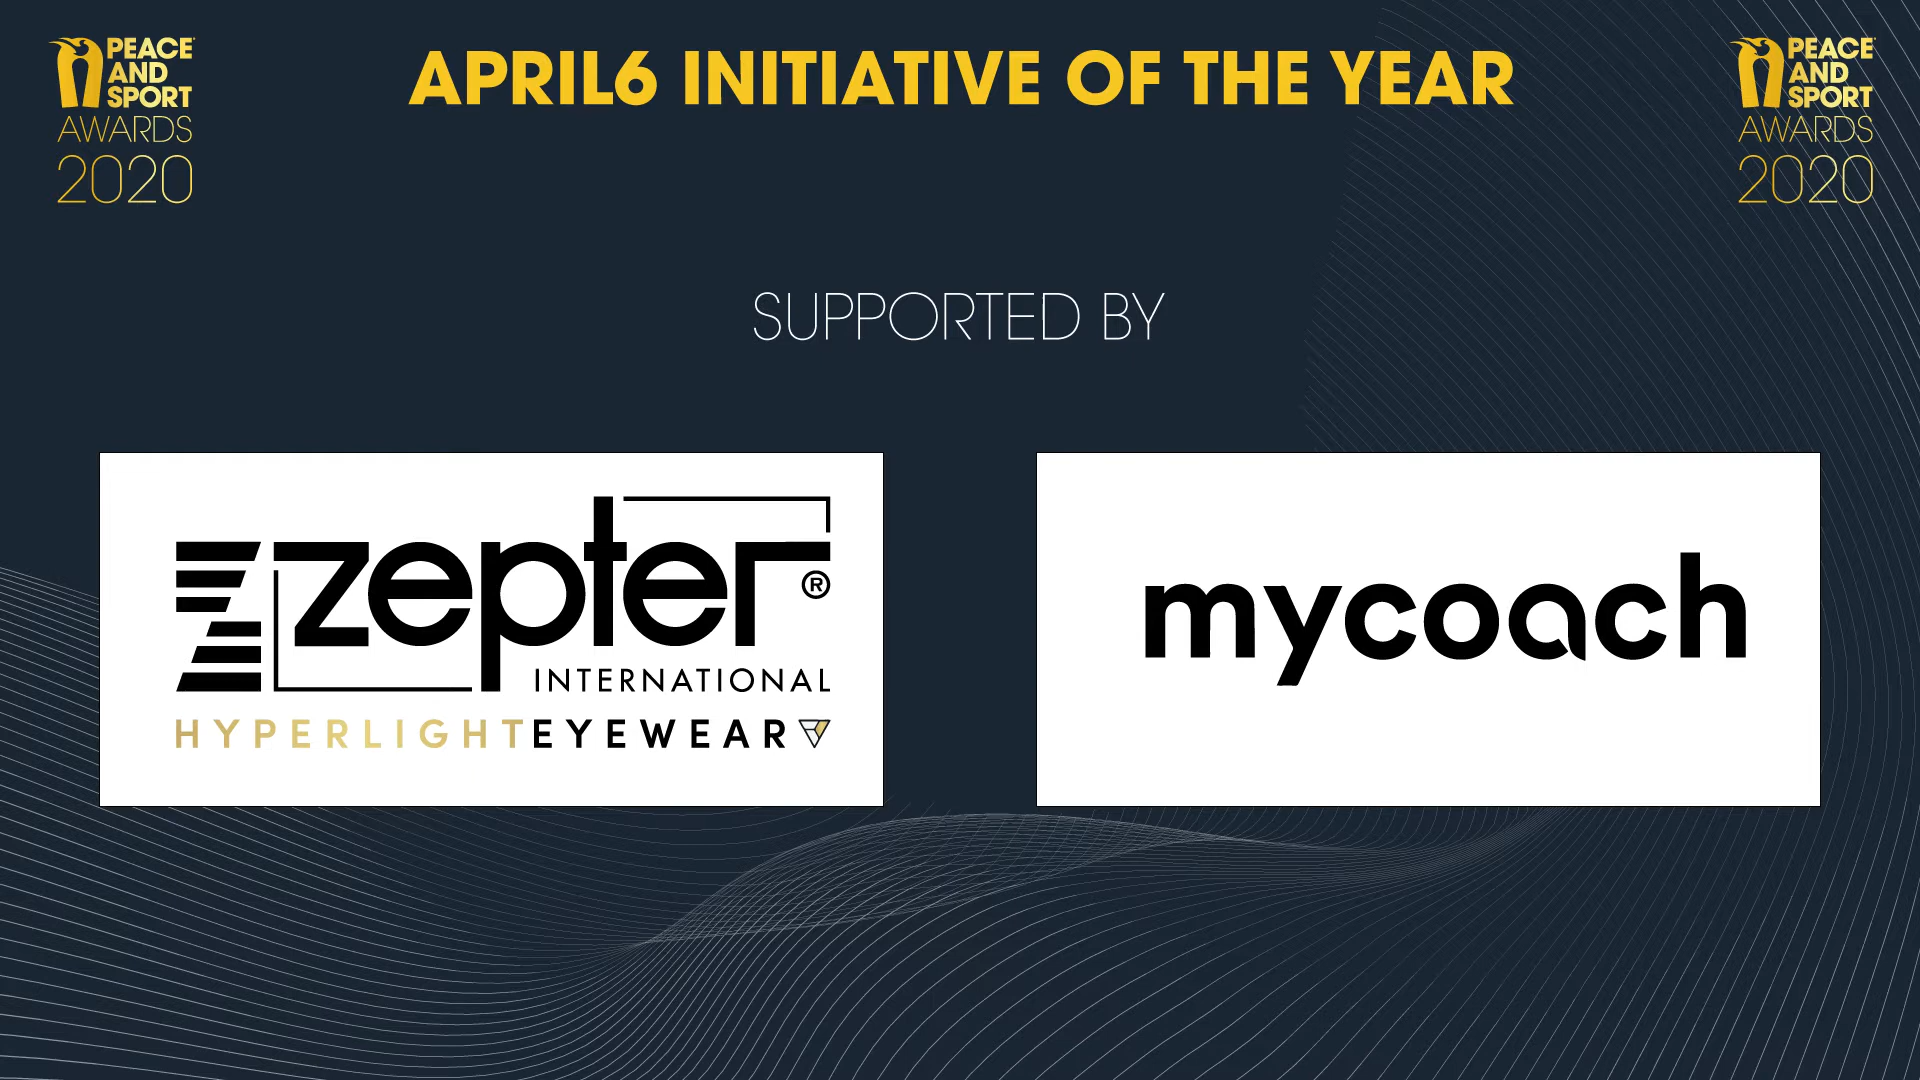 PEACE
AND
SPORT
AWARDS
2020
APRIL6 INITIATIVE OF THE YEAR
PEACE
AND
SPORT
AWARDS
2020
SUPPORTED BY
zepter®
INTERNATIONAL
HYPERLIGHTEYEWEAR
mycoach